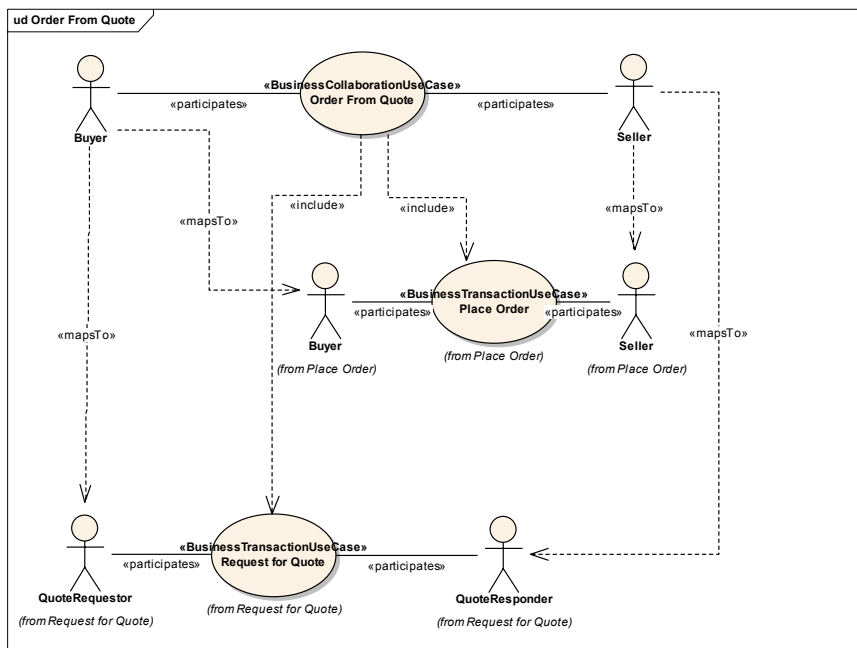 ud Order From Quote
«BusinessCollaborationUseCase»
Order From Quote
«participates»
«participates»
Buyer
Seller
«mapsTo»
«include»
«include»
«mapsTo»
«BusinessTransactionUseCase»
Place Order
«participates»
«participates»
«mapsTo»
«mapsTo»
Buyer
Seller
(from Place Order)
(from Place Order)
(from Place Order)
«BusinessTransactionUseCase»
Request for Quote
«participates»
«participates»
QuoteRequestor
QuoteResponder
(from Request for Quote)
(from Request for Quote)
(from Request for Quote)